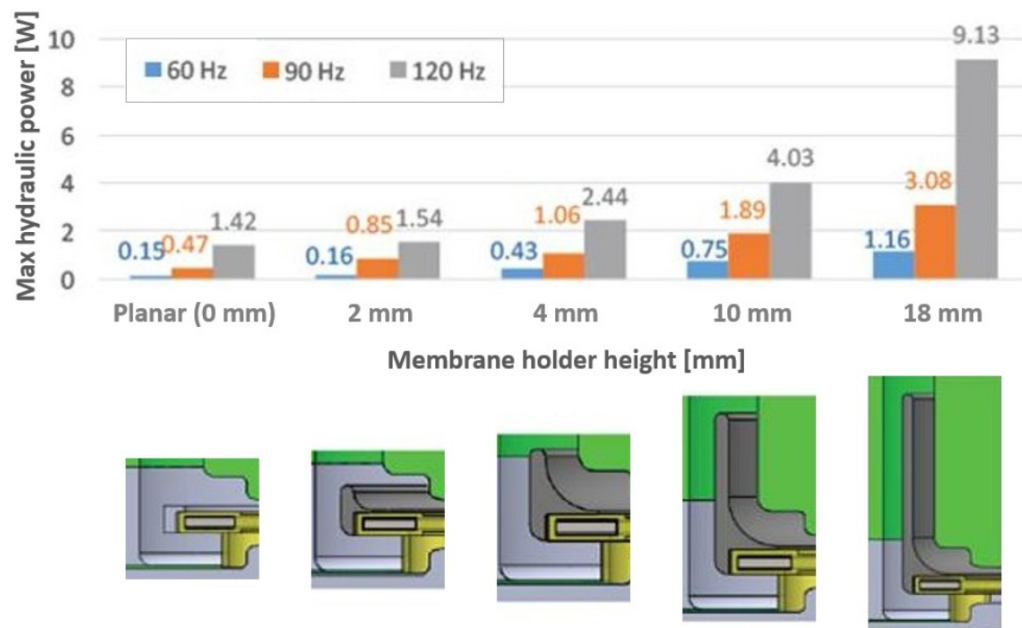 Max hydraulic power [W]
10
8
6
4
2
0
60 Hz 90 Hz 120 Hz
0.15 0.47 1.42
0.16 0.85 1.54
0.43 1.06 2.44
0.75 1.89 4.03
1.16 3.08 9.13
Planar (0 mm) 2 mm 4 mm 10 mm 18 mm
Membrane holder height [mm]